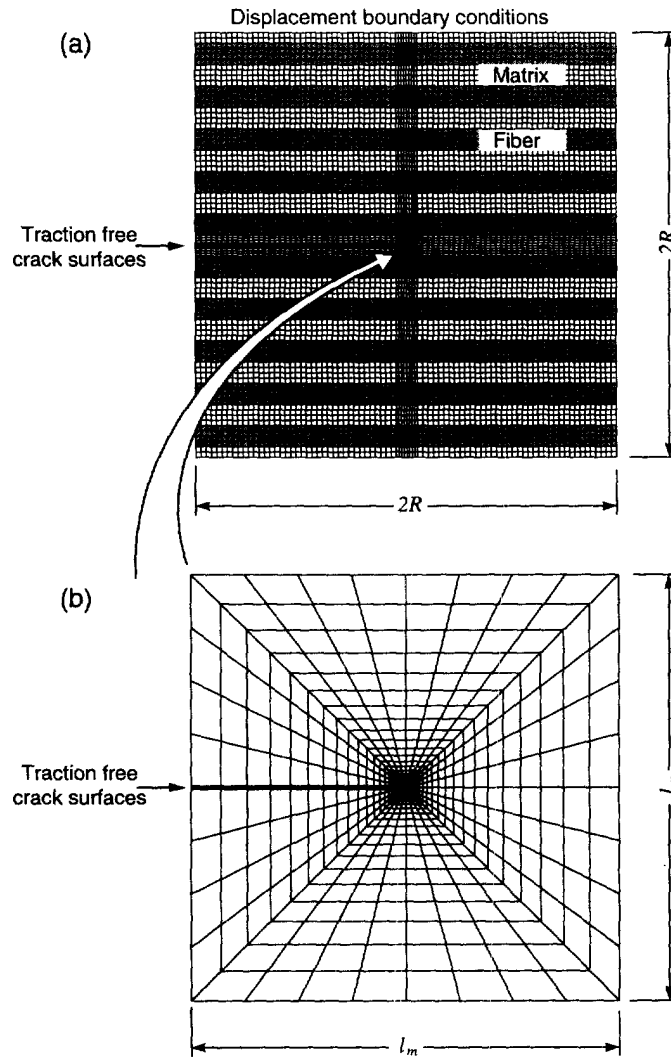 Displacement boundary conditions
(a)
Matrix
Fiber
Traction free
crack surfaces
2R
2R
(b)
Traction free
crack surfaces
l
l_m